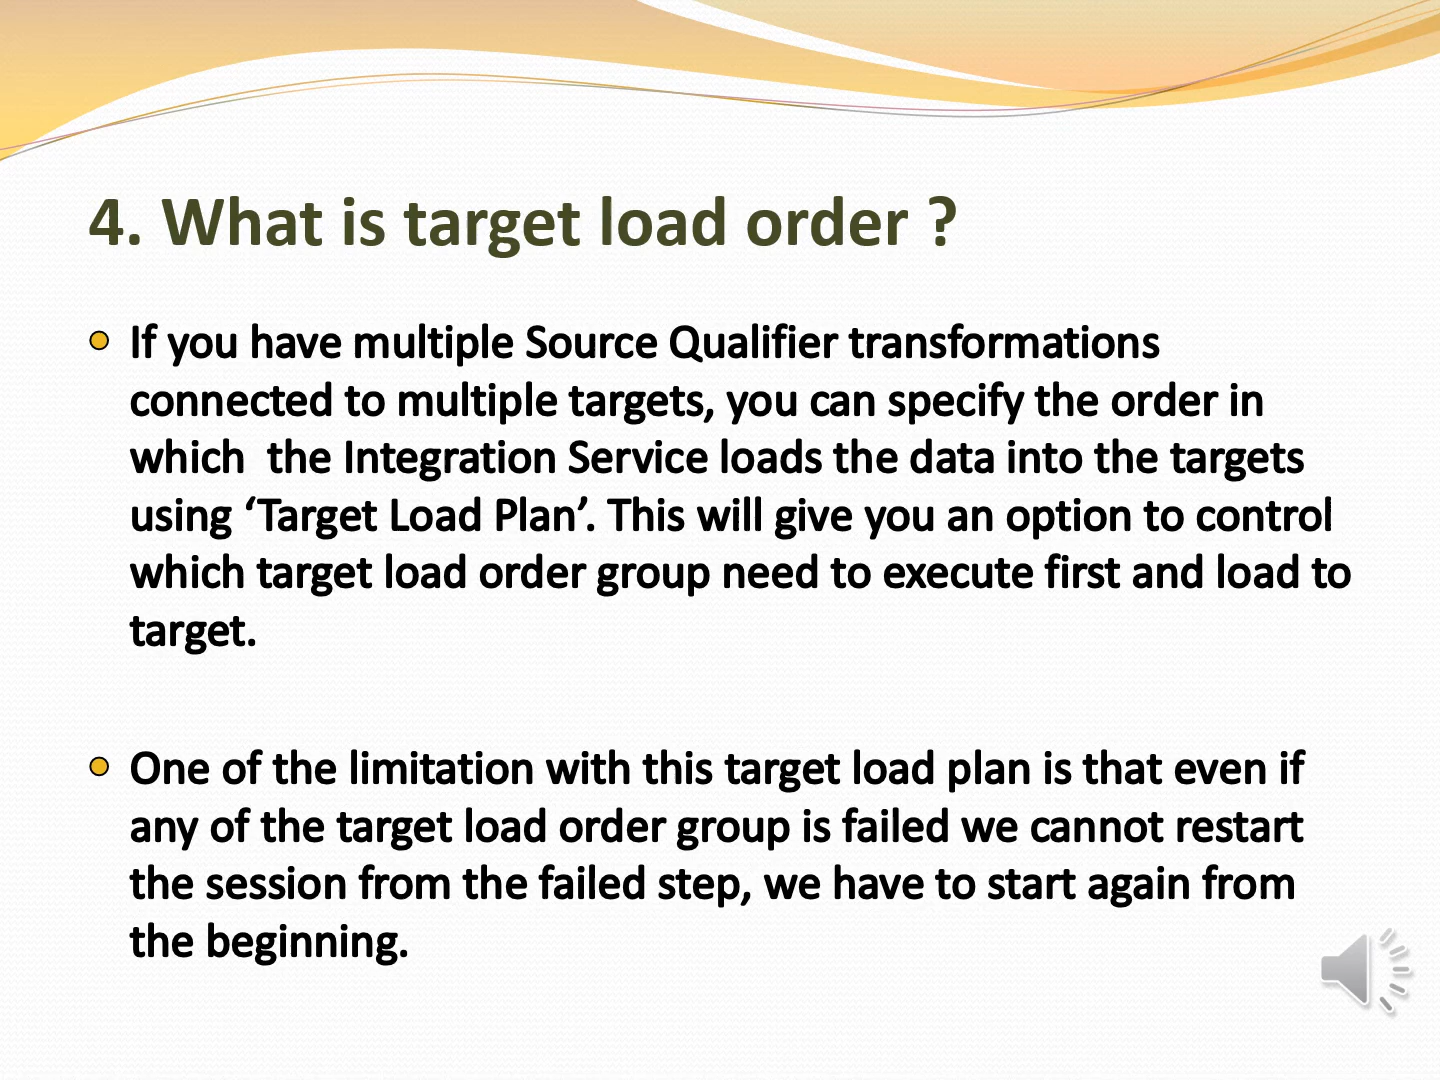 4. What is target load order ?
If you have multiple Source Qualifier transformations
connected to multiple targets, you can specify the order in
which  the Integration Service loads the data into the targets
using ‘Target Load Plan’. This will give you an option to control
which target load order group need to execute first and load to
target.
One of the limitation with this target load plan is that even if
any of the target load order group is failed we cannot restart
the session from the failed step, we have to start again from
the beginning.